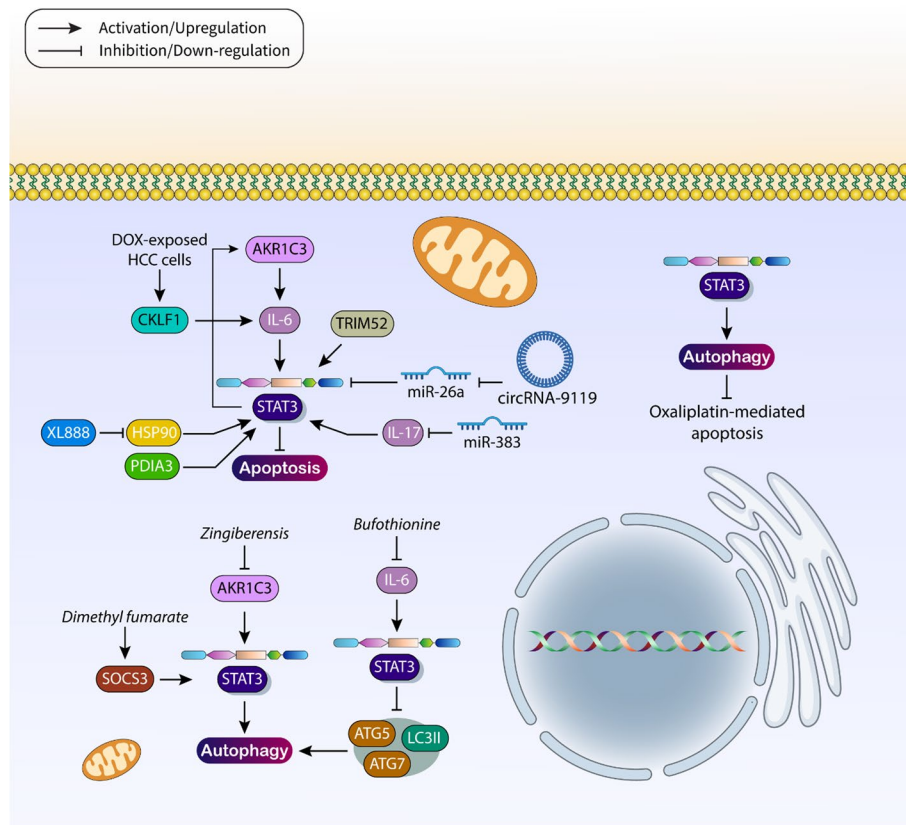 Activation/Upregulation
Inhibition/Down-regulation
DOX-exposed
HCC cells
AKR1C3
CKLF1
IL-6
TRIM52
miR-26a
circRNA-9119
STAT3
XL888
HSP90
IL-17
miR-383
PDIA3
Apoptosis
STAT3
Autophagy
Oxaliplatin-mediated
apoptosis
Zingiberensis
Bufothionine
AKR1C3
IL-6
Dimethyl fumarate
SOCS3
STAT3
STAT3
Autophagy
ATG5
LC3II
ATG7